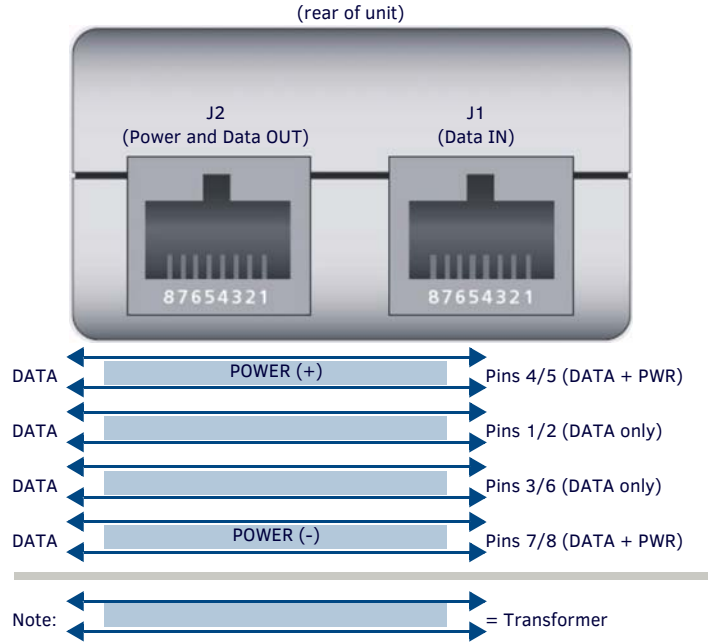 (rear of unit)
J2
(Power and Data OUT)
J1
(Data IN)
87654321
87654321
DATA POWER (+) Pins 4/5 (DATA + PWR)
DATA Pins 1/2 (DATA only)
DATA Pins 3/6 (DATA only)
DATA POWER (-) Pins 7/8 (DATA + PWR)
Note: = Transformer